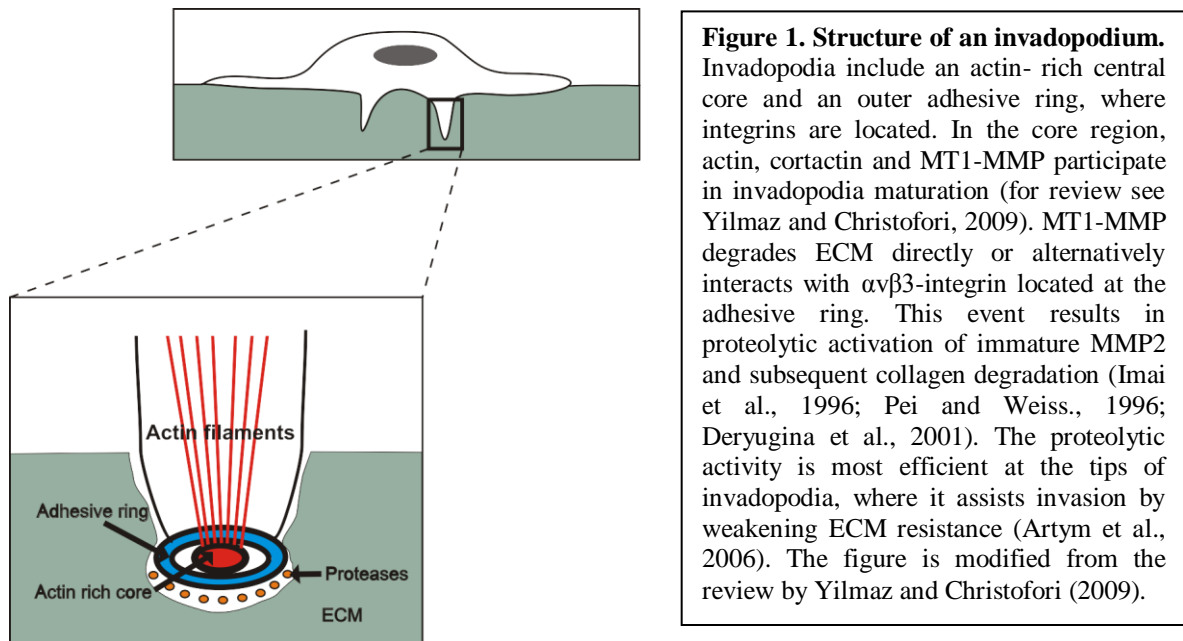 Figure 1. Structure of an invadopodium.
Invadopodia include an actin- rich central
core and an outer adhesive ring, where
integrins are located. In the core region,
actin, cortactin and MT1-MMP participate
in invadopodia maturation (for review see
Yilmaz and Christofori, 2009). MT1-MMP
degrades ECM directly or alternatively
interacts with αvβ3-integrin located at the
adhesive ring. This event results in
proteolytic activation of immature MMP2
and subsequent collagen degradation (Imai
et al., 1996; Pei and Weiss., 1996;
Deryugina et al., 2001). The proteolytic
activity is most efficient at the tips of
invadopodia, where it assists invasion by
weakening ECM resistance (Artym et al.,
2006). The figure is modified from the
review by Yilmaz and Christofori (2009).
Actin filaments
Adhesive ring
Actin rich core
Proteases
ECM